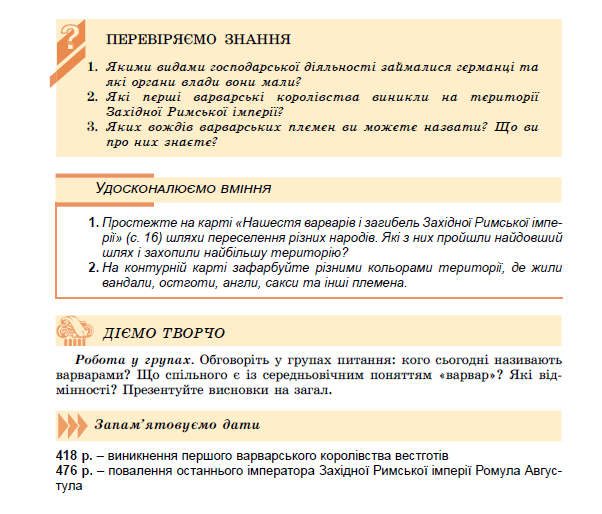 ?
ПЕРЕВІРЯЄМО ЗНАННЯ
1. Якими видами господарської діяльності займалися германці та
які органи влади вони мали?
2. Які перші варварські королівства виникли на території
Західної Римської імперії?
3. Яких вождів варварських племен ви можете назвати? Що ви
про них знаєте?
УДОСКОНАЛЮЄМО ВМІННЯ
1. Простежте на карті «Нашестя варварів і загибель Західної Римської імпе-
рії» (с. 16) шляхи переселення різних народів. Які з них пройшли найдовший
шлях і захопили найбільшу територію?
2. На контурній карті зафарбуйте різними кольорами території, де жили
вандали, остготи, англи, сакси та інші племена.
ДІЄМО ТВОРЧО
Робота у групах. Обговоріть у групах питання: кого сьогодні називають
варварами? Що спільного є із середньовічним поняттям «варвар»? Які від-
мінності? Презентуйте висновки на загал.
Запам’ятовуємо дати
418 р. – виникнення першого варварського королівства вестготів
476 р. – повалення останнього імператора Західної Римської імперії Ромула Авгус-
тула